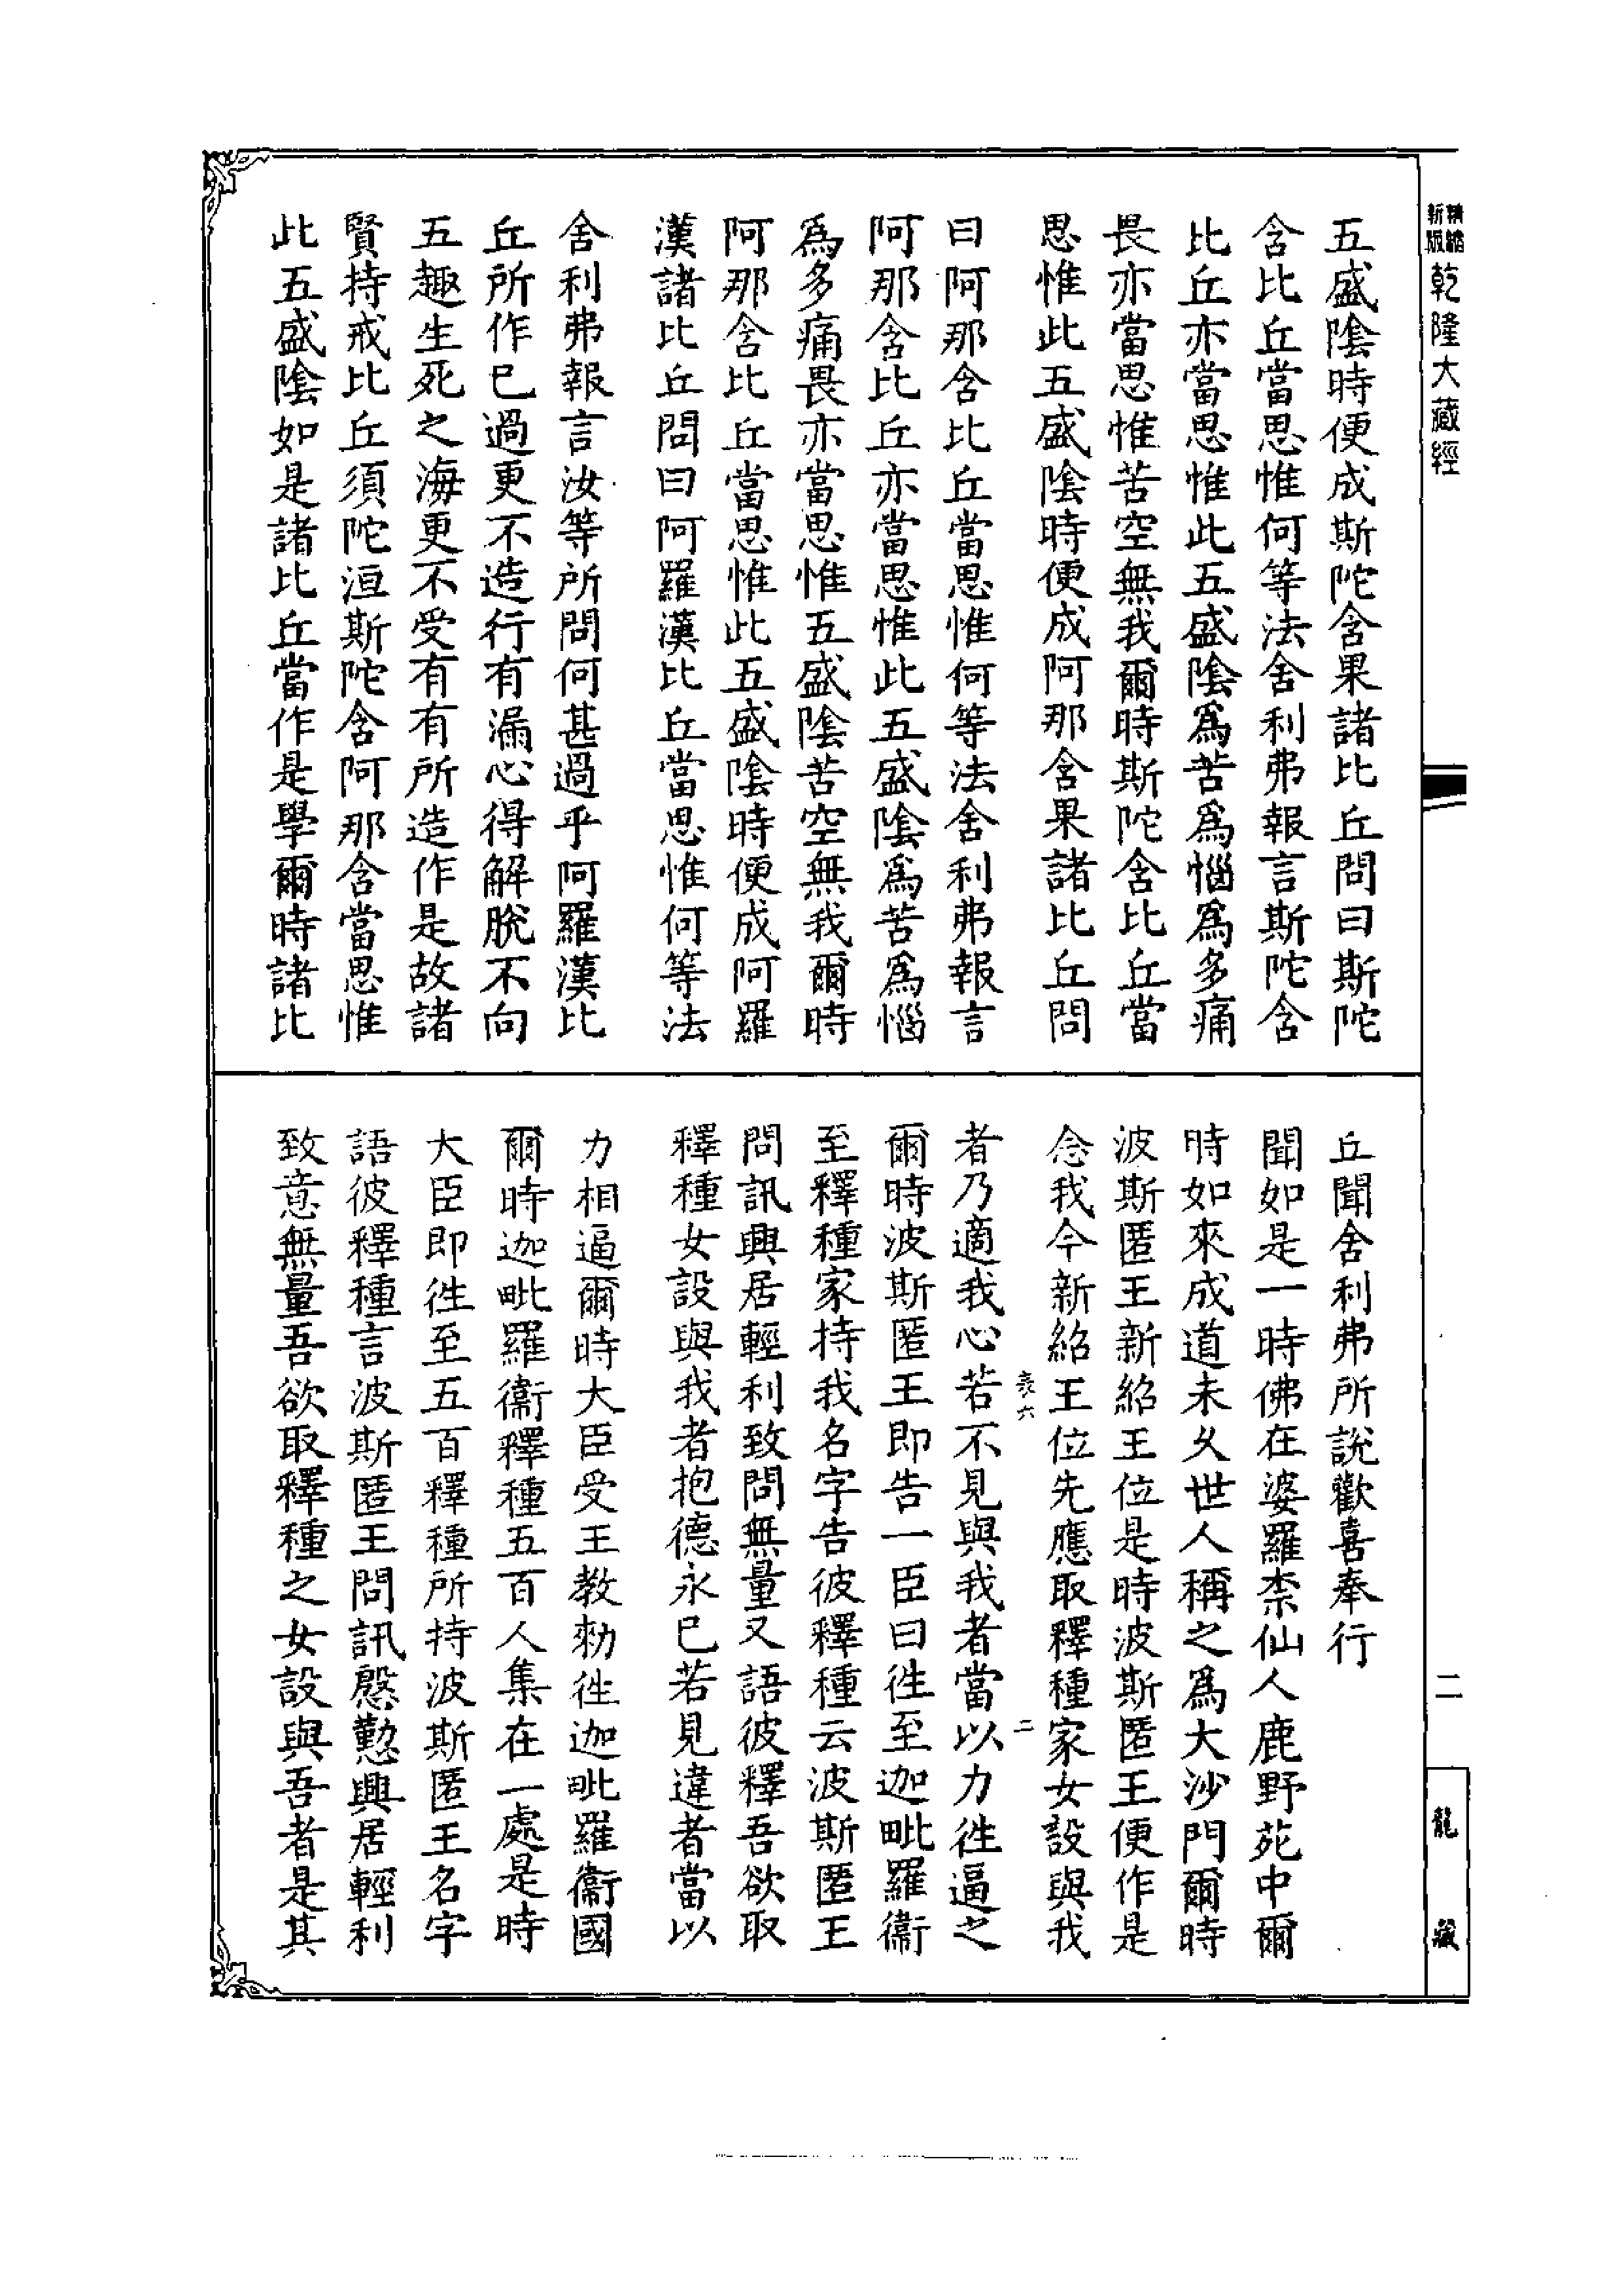 新版
精縮
乾隆大藏經
二
龍藏
五盛陰時便成斯陀含果諸比丘問曰斯陀
含比丘當思惟何等法舍利弗報言斯陀含
比丘亦當思惟此五盛陰為苦為惱為多痛
畏亦當思惟苦空無我爾時斯陀含比丘當
思惟此五盛陰時便成阿那含果諸比丘問
曰阿那含比丘當思惟何等法舍利弗報言
阿那含比丘亦當思惟此五盛陰為苦為惱
為多痛畏亦當思惟五盛陰苦空無我爾時
阿那含比丘當思惟此五盛陰時便成阿羅
漢諸比丘問曰阿羅漢比丘當思惟何等法
舍利弗報言汝等所問何甚過乎阿羅漢比
丘所作已過更不造行有漏心得解脫不向
五趣生死之海更不受有有所造作是故諸
賢持戒比丘須陀洹斯陀含阿那含當思惟
此五盛陰如是諸比丘當作是學爾時諸比
丘聞舍利弗所說歡喜奉行
聞如是一時佛在婆羅柰仙人鹿野苑中爾
時如來成道未久世人稱之為大沙門爾時
波斯匿王新紹王位是時波斯匿王便作是
念我今新紹王位先應取釋種家女設與我
表六
二
者乃適我心若不見與我者當以力徃逼之
爾時波斯匿王即告一臣曰徃至迦毗羅衞
至釋種家持我名字告彼釋種云波斯匿王
問訊興居輕利致問無量又語彼釋吾欲取
釋種女設與我者抱德永已若見違者當以
力相逼爾時大臣受王教勑徃迦毗羅衞國
爾時迦毗羅衞釋種五百人集在一處是時
大臣即徃至五百釋種所持波斯匿王名字
語彼釋種言波斯匿王問訊慇懃興居輕利
致意無量吾欲取釋種之女設與吾者是其